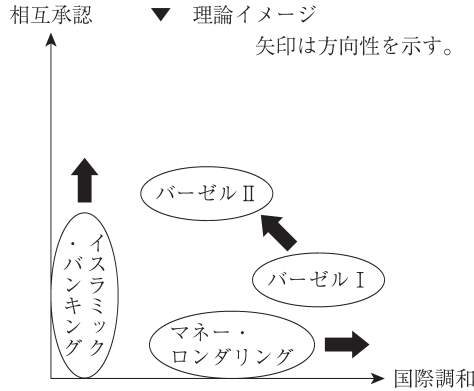 相互承認
▼ 理論イメージ
矢印は方向性を示す。
バーゼルⅡ
イスラミック
・バンキング
バーゼルⅠ
マネー・
ロンダリング
国際調和